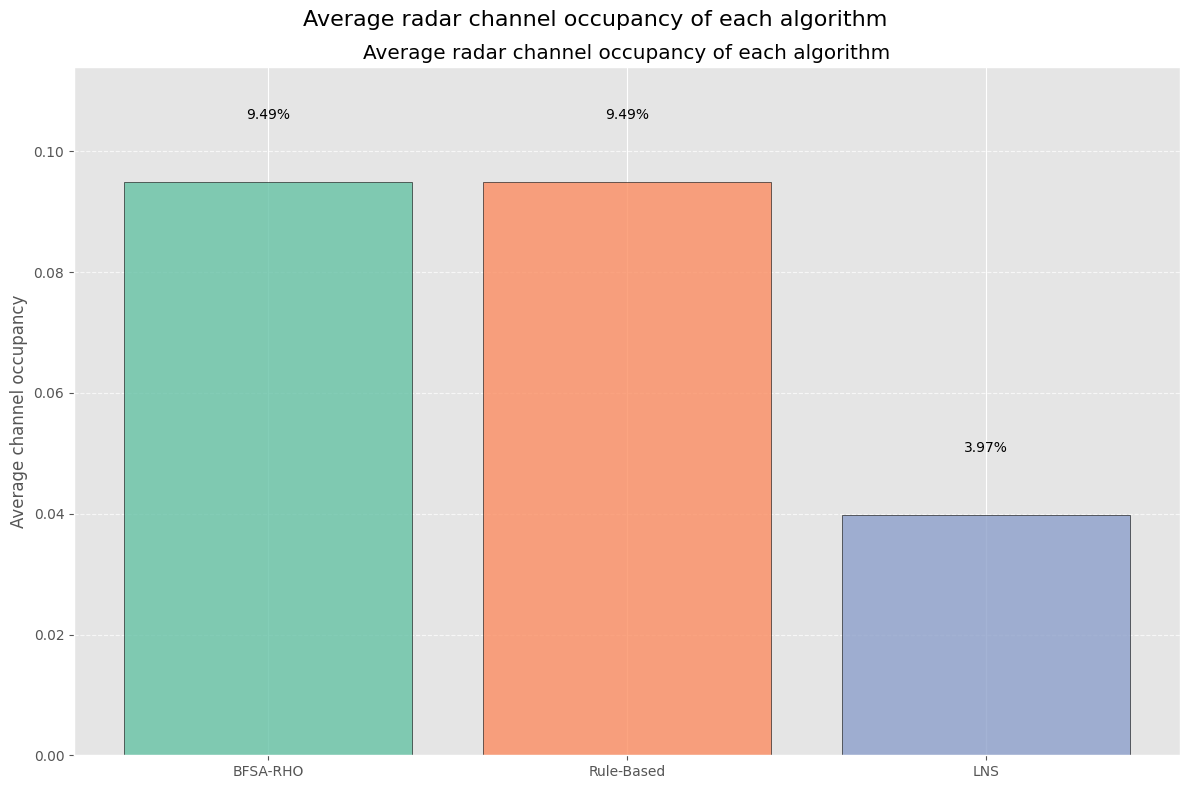 Average radar channel occupancy of each algorithm
Average radar channel occupancy of each algorithm
9.49%
9.49%
3.97%
0.10
0.08
0.06
0.04
0.02
0.00
Average channel occupancy
BFSA-RHO
Rule-Based
LNS